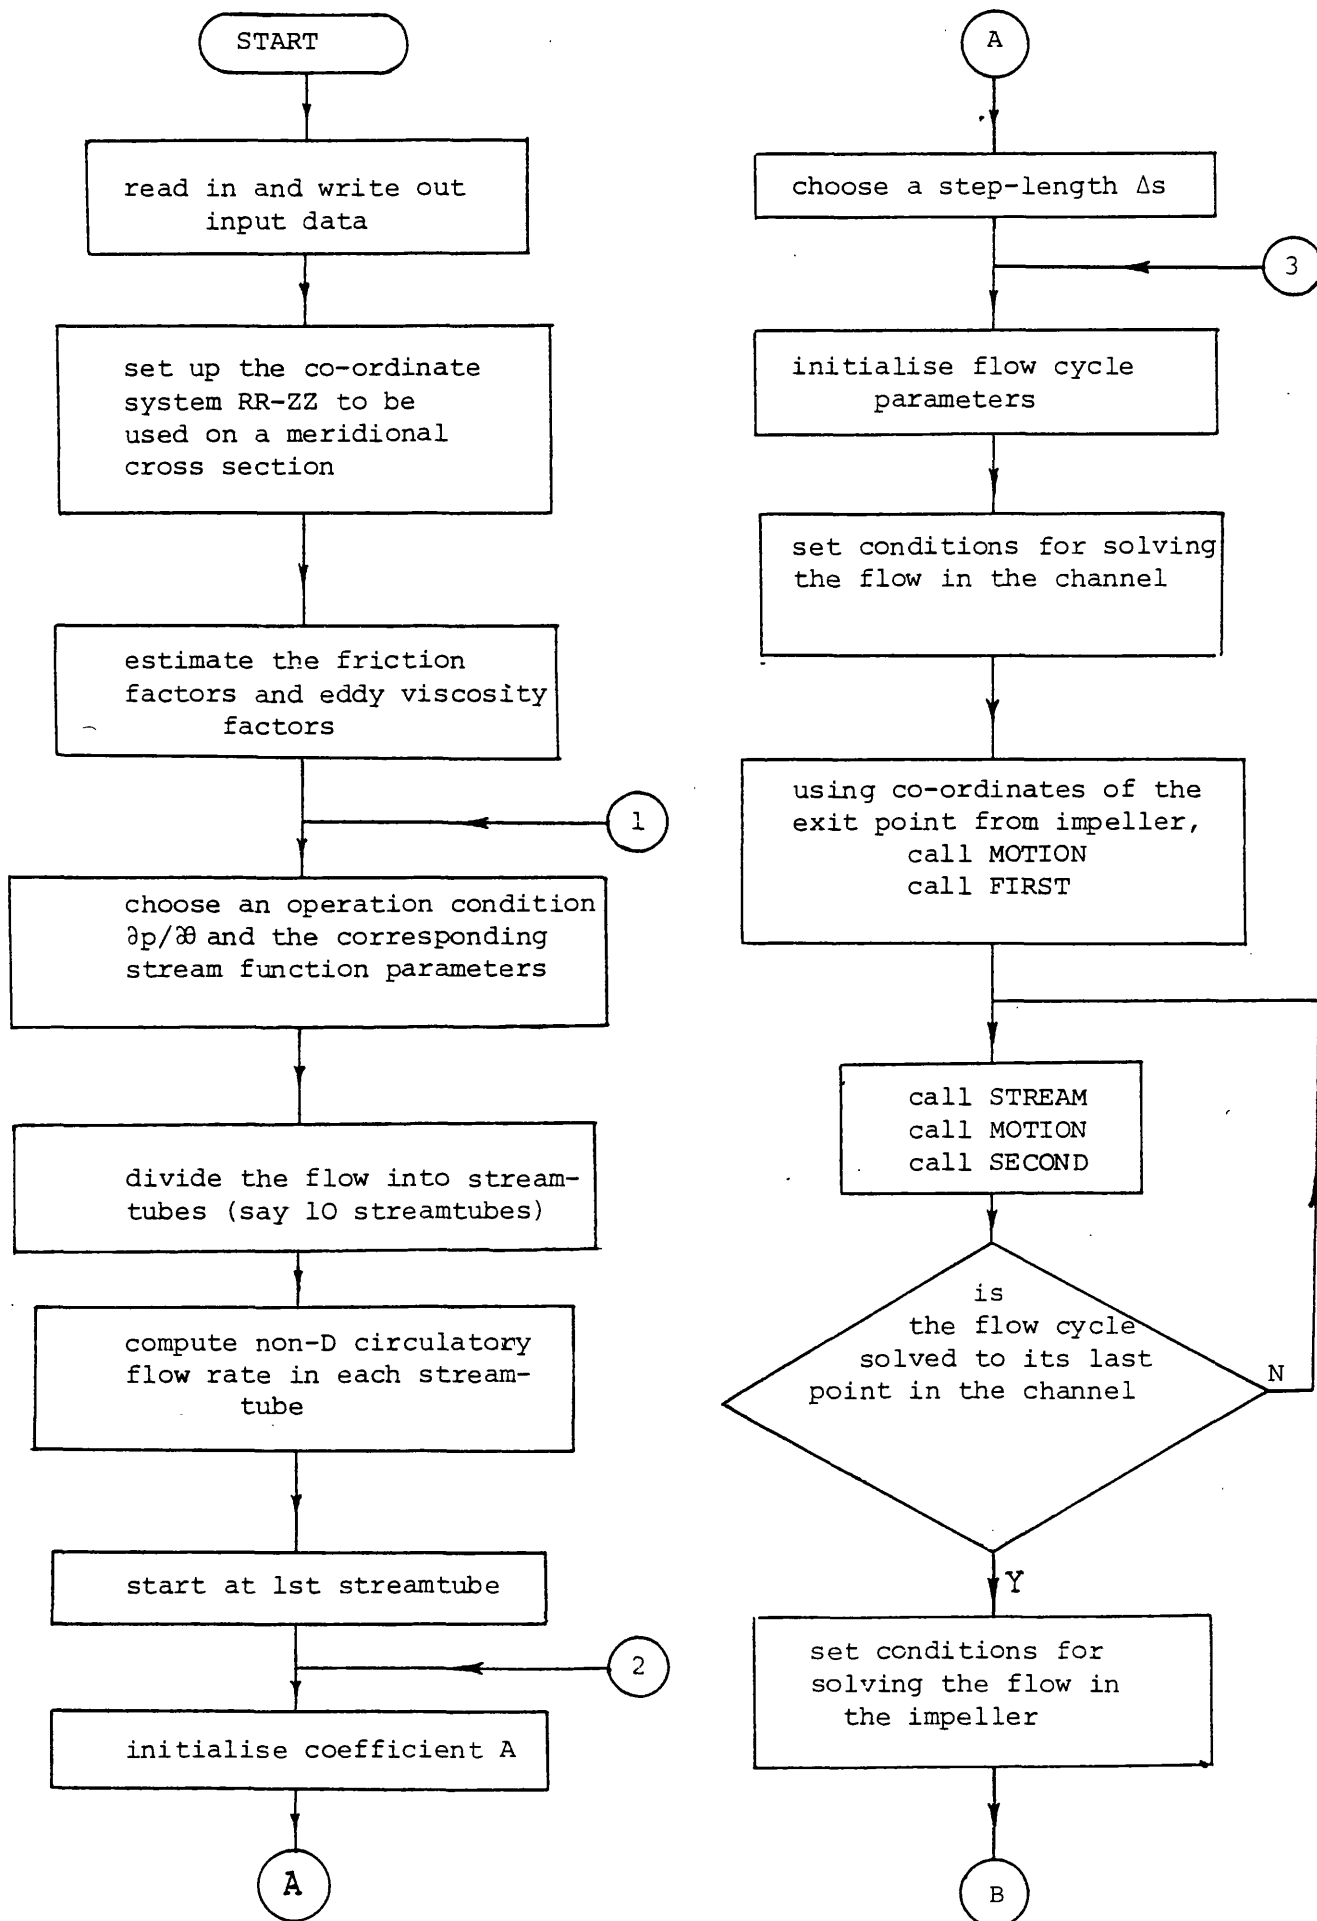 START
read in and write out
input data
set up the co-ordinate
system RR-ZZ to be
used on a meridional
cross section
estimate the friction
factors and eddy viscosity
factors
1
choose an operation condition
∂p/∂θ and the corresponding
stream function parameters
divide the flow into stream-
tubes (say 10 streamtubes)
compute non-D circulatory
flow rate in each stream-
tube
start at 1st streamtube
2
initialise coefficient A
A
A
choose a step-length Δs
3
initialise flow cycle
parameters
set conditions for solving
the flow in the channel
using co-ordinates of the
exit point from impeller,
call MOTION
call FIRST
call STREAM
call MOTION
call SECOND
is
the flow cycle
solved to its last
point in the channel
N
Y
set conditions for
solving the flow in
the impeller
B